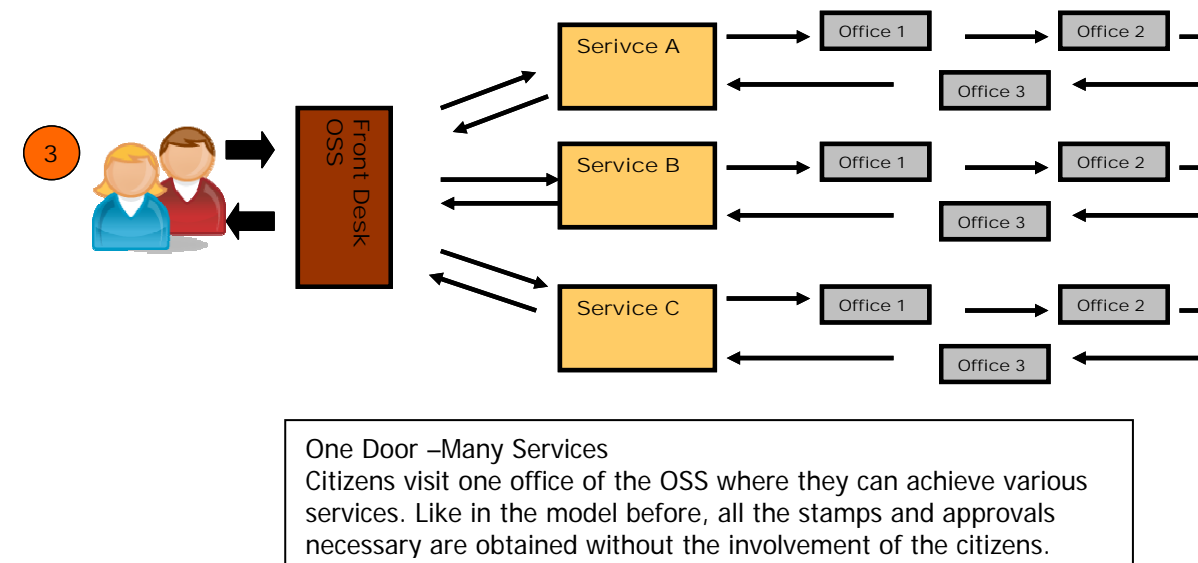 Serivce A
Office 1
Office 2
Office 3
3
Front Desk
OSS
Service B
Office 1
Office 2
Office 3
Service C
Office 1
Office 2
Office 3
One Door –Many Services
Citizens visit one office of the OSS where they can achieve various
services. Like in the model before, all the stamps and approvals
necessary are obtained without the involvement of the citizens.